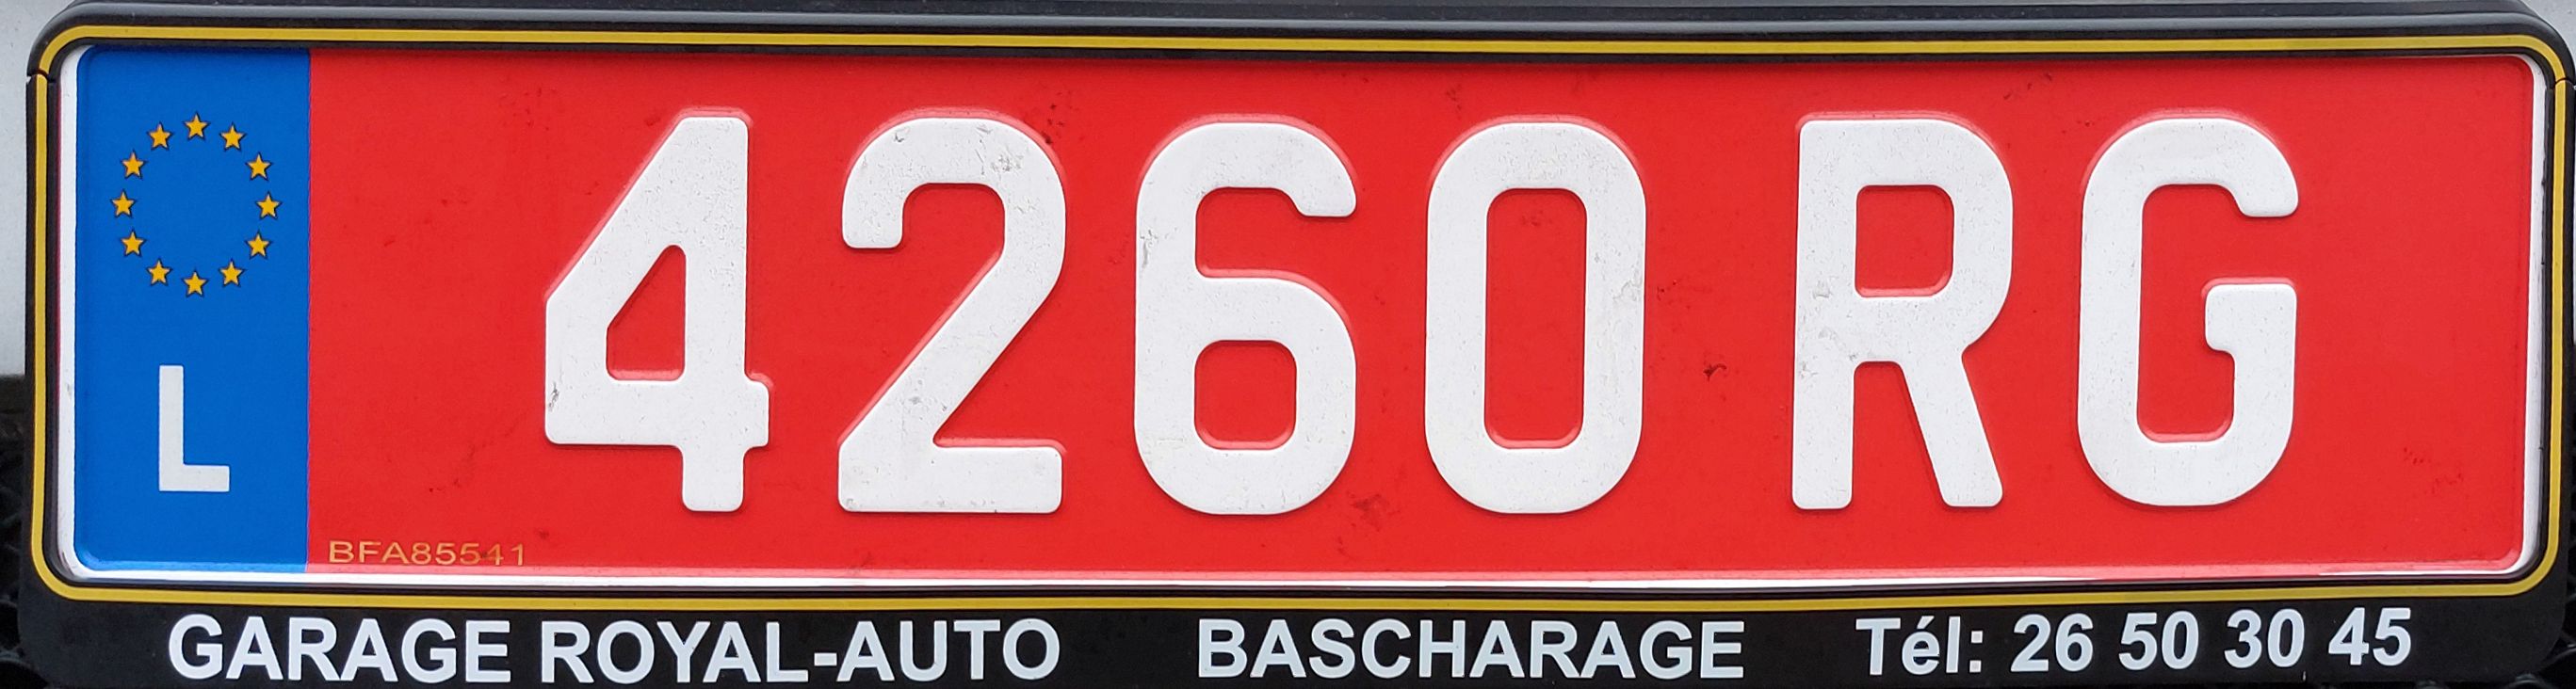 L
4260 RG
BFA85541
GARAGE ROYAL-AUTO BASCHARAGE Tél: 26 50 30 45